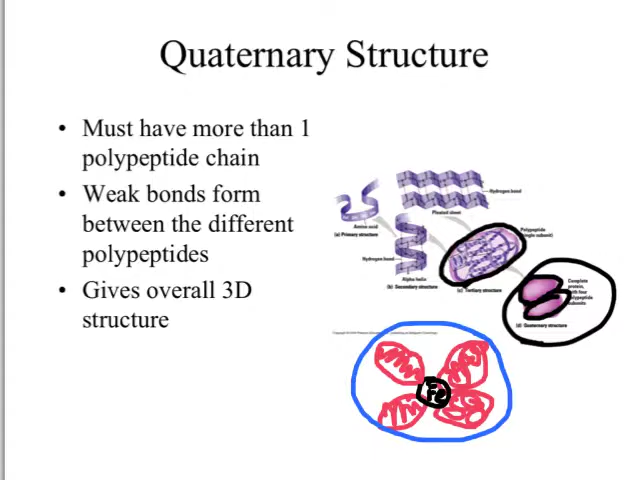 Quaternary Structure
• Must have more than 1
polypeptide chain
• Weak bonds form
between the different
polypeptides
• Gives overall 3D
structure
Hydrogen bond
Pleated sheet
Amino acid
(a) Primary structure
Polypeptide
(single subunit)
Hydrogen bond
Alpha helix
(b) Secondary structure
(c) Tertiary structure
Complete
protein,
with four
polypeptide
subunits
(d) Quaternary structure
Fe